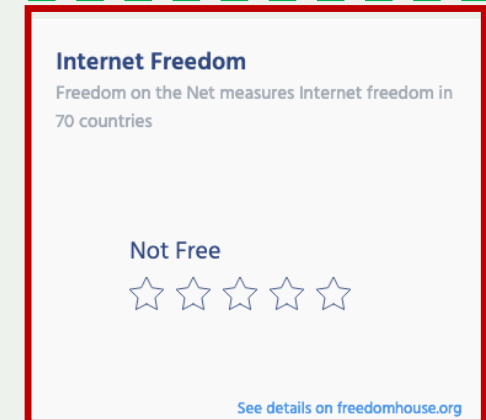 Internet Freedom
Freedom on the Net measures Internet freedom in
70 countries
Not Free
See details on freedomhouse.org